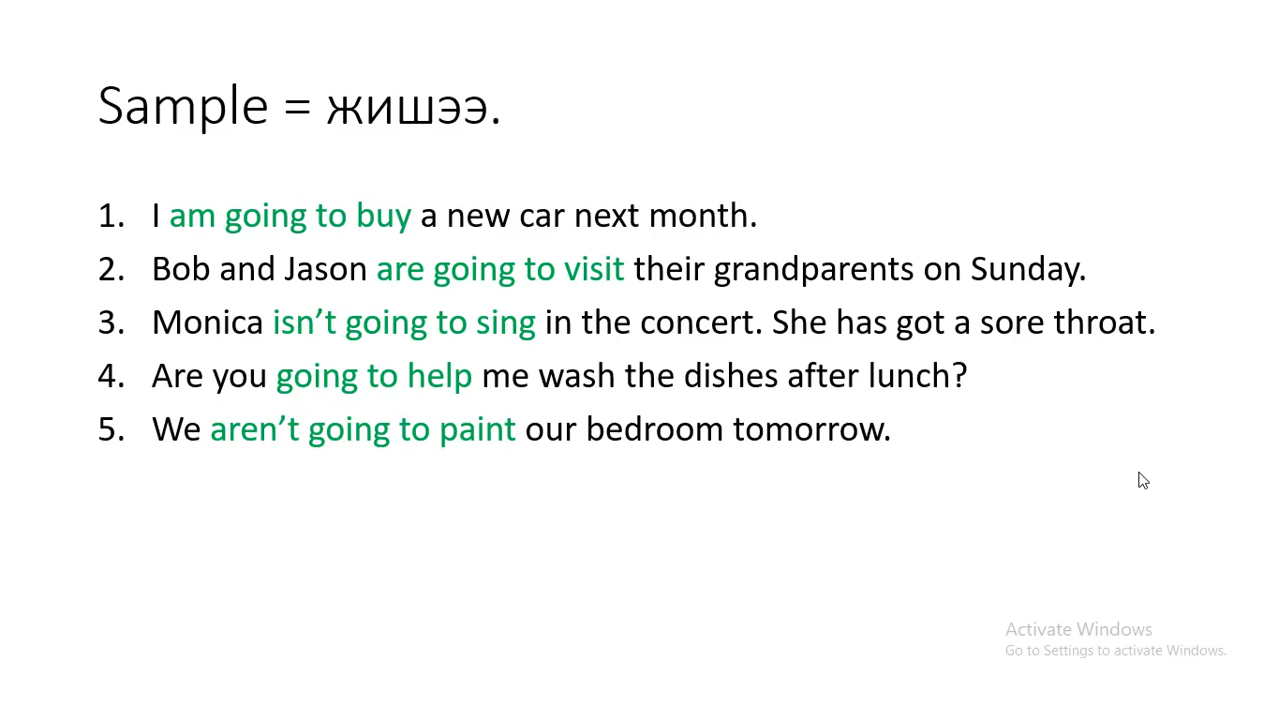 Sample = жишээ.
1. I am going to buy a new car next month.
2. Bob and Jason are going to visit their grandparents on Sunday.
3. Monica isn’t going to sing in the concert. She has got a sore throat.
4. Are you going to help me wash the dishes after lunch?
5. We aren’t going to paint our bedroom tomorrow.
Activate Windows
Go to Settings to activate Windows.